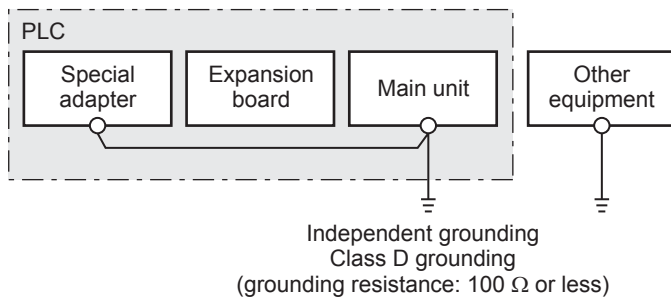 PLC
Special
adapter
Expansion
board
Main unit
Other
equipment
Independent grounding
Class D grounding
(grounding resistance: 100 Ω or less)